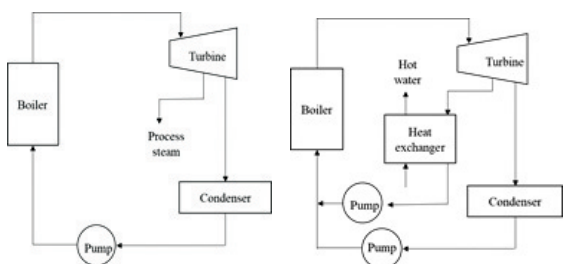 Turbine
Boiler
Process
steam
Condenser
Pump
Hot
water
Turbine
Boiler
Heat
exchanger
Pump
Condenser
Pump